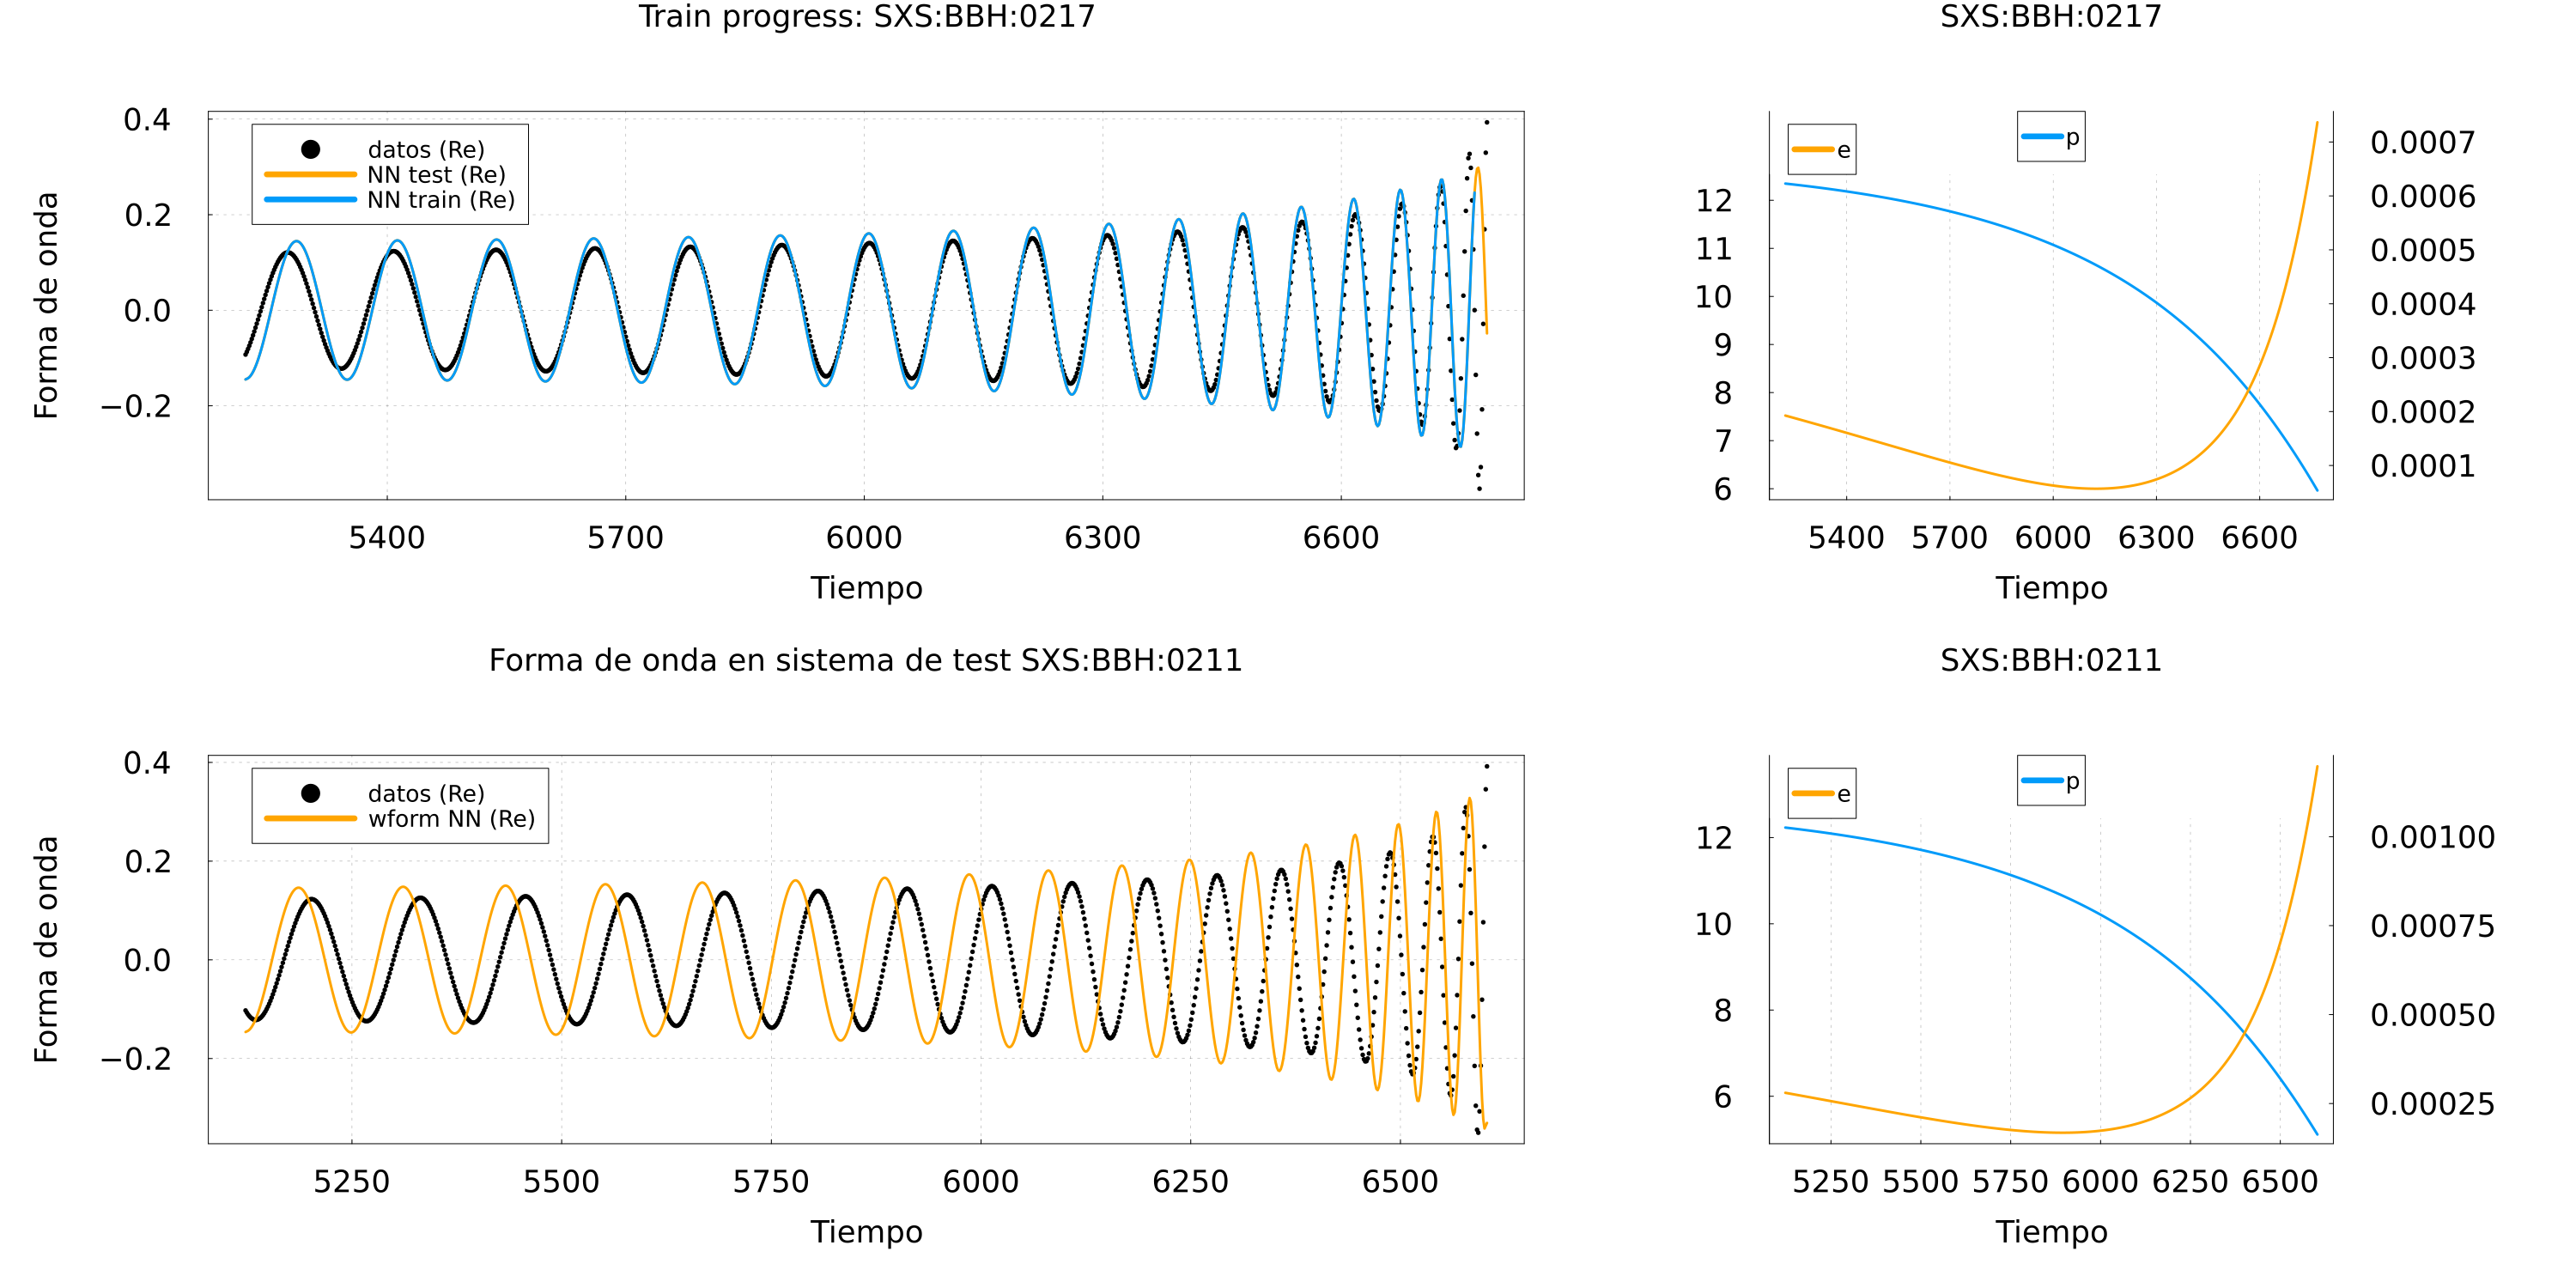 Train progress: SXS:BBH:0217
SXS:BBH:0217
Forma de onda
0.4
0.2
0.0
−0.2
datos (Re)
NN test (Re)
NN train (Re)
5400 5700 6000 6300 6600
Tiempo
e
p
12
11
10
9
8
7
6
0.0007
0.0006
0.0005
0.0004
0.0003
0.0002
0.0001
5400 5700 6000 6300 6600
Tiempo
Forma de onda en sistema de test SXS:BBH:0211
SXS:BBH:0211
Forma de onda
0.4
0.2
0.0
−0.2
datos (Re)
wform NN (Re)
5250 5500 5750 6000 6250 6500
Tiempo
e
p
12
10
8
6
0.00100
0.00075
0.00050
0.00025
5250 5500 5750 6000 6250 6500
Tiempo